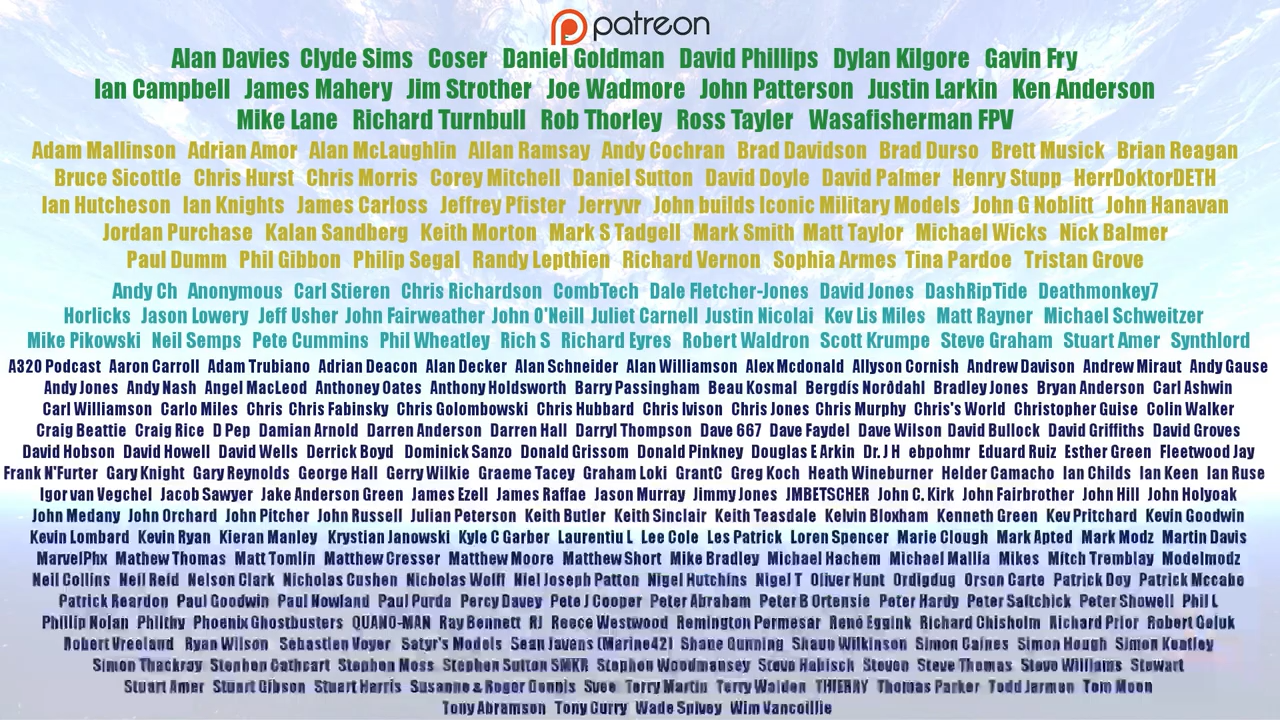 patreon
Alan Davies Clyde Sims Coser Daniel Goldman David Phillips Dylan Kilgore Gavin Fry
Ian Campbell James Mahery Jim Strother Joe Wadmore John Patterson Justin Larkin Ken Anderson
Mike Lane Richard Turnbull Rob Thorley Ross Tayler Wasafisherman FPV
Adam Mallinson Adrian Amor Alan McLaughlin Allan Ramsay Andy Cochran Brad Davidson Brad Durso Brett Musick Brian Reagan
Bruce Sicottle Chris Hurst Chris Morris Corey Mitchell Daniel Sutton David Doyle David Palmer Henry Stupp HerrDoktorDETH
Ian Hutcheson Ian Knights James Carloss Jeffrey Pfister Jerryvr John builds Iconic Military Models John G Noblitt John Hanavan
Jordan Purchase Kalan Sandberg Keith Morton Mark S Tadgell Mark Smith Matt Taylor Michael Wicks Nick Balmer
Paul Dumm Phil Gibbon Philip Segal Randy Lepthien Richard Vernon Sophia Armes Tina Pardoe Tristan Grove
Andy Ch Anonymous Carl Stieren Chris Richardson CombTech Dale Fletcher-Jones David Jones DashRipTide Deathmonkey7
Horlicks Jason Lowery Jeff Usher John Fairweather John O'Neill Juliet Carnell Justin Nicolai Kev Lis Miles Matt Rayner Michael Schweitzer
Mike Pikowski Neil Semps Pete Cummins Phil Wheatley Rich S Richard Eyres Robert Waldron Scott Krumpe Steve Graham Stuart Amer Synthlord
A320 Podcast Aaron Carroll Adam Trubiano Adrian Deacon Alan Decker Alan Schneider Alan Williamson Alex Mcdonald Allyson Cornish Andrew Davison Andrew Miraut Andy Gause
Andy Jones Andy Nash Angel MacLeod Anthoney Oates Anthony Holdsworth Barry Passingham Beau Kosmal Bergdís Norðdahl Bradley Jones Bryan Anderson Carl Ashwin
Carl Williamson Carlo Miles Chris Chris Fabinsky Chris Golombowski Chris Hubbard Chris Ivison Chris Jones Chris Murphy Chris's World Christopher Guise Colin Walker
Craig Beattie Craig Rice D Pep Damian Arnold Darren Anderson Darren Hall Darryl Thompson Dave 667 Dave Faydel Dave Wilson David Bullock David Griffiths David Groves
David Hobson David Howell David Wells Derrick Boyd Dominick Sanzo Donald Grissom Donald Pinkney Douglas E Arkin Dr. J H ebpohmr Eduard Ruiz Esther Green Fleetwood Jay
Frank N'Furter Gary Knight Gary Reynolds George Hall Gerry Wilkie Graeme Tacey Graham Loki GrantC Greg Koch Heath Wineburner Helder Camacho Ian Childs Ian Keen Ian Ruse
Igor van Vegchel Jacob Sawyer Jake Anderson Green James Ezell James Raffae Jason Murray Jimmy Jones JMBETSCHER John C. Kirk John Fairbrother John Hill John Holyoak
John Medany John Orchard John Pitcher John Russell Julian Peterson Keith Butler Keith Sinclair Keith Teasdale Kelvin Bloxham Kenneth Green Kev Pritchard Kevin Goodwin
Kevin Lombard Kevin Ryan Kieran Manley Krystian Janowski Kyle C Garber Laurentiu L Lee Cole Les Patrick Loren Spencer Marie Clough Mark Apted Mark Modz Martin Davis
MarvelPhx Mathew Thomas Matt Tomlin Matthew Cresser Matthew Moore Matthew Short Mike Bradley Michael Hachem Michael Mallia Mikes Mitch Tremblay Modelmodz
Neil Collins Neil Reid Nelson Clark Nicholas Cushen Nicholas Wolff Niel Joseph Patton Nigel Hutchins Nigel T Oliver Hunt Ordigdug Orson Carte Patrick Doy Patrick Mccabe
Patrick Reardon Paul Goodwin Paul Nowland Paul Purda Percy Davey Pete J Cooper Peter Abraham Peter B Ortensie Peter Hardy Peter Saftchick Peter Showell Phil L
Phillip Nolan Philthy Phoenix Ghostbusters QUANO-MAN Ray Bennett RJ Reece Westwood Remington Permesar René Eggink Richard Chisholm Richard Prior Robert Geluk
Robert Vreeland Ryan Wilson Sébastien Voyer Satyr's Models Sean Javens (Marine42) Shane Gunning Shaun Wilkinson Simon Caines Simon Hough Simon Keatley
Simon Thackray Stephen Cathcart Stephen Moss Stephen Sutton SMKR Stephen Woodmansey Steve Habisch Steven Steve Thomas Steve Williams Stewart
Stuart Amer Stuart Gibson Stuart Harris Susanne & Roger Dennis Svee Terry Martin Terry Walden THIERRY Thomas Parker Todd Jarman Tom Moon
Tony Abramson Tony Curry Wade Spivey Wim Vancoillie